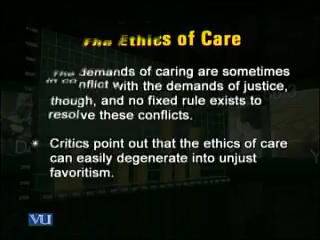 The Ethics of Care
The demands of caring are sometimes
in conflict with the demands of justice,
though, and no fixed rule exists to
resolve these conflicts.
* Critics point out that the ethics of care
can easily degenerate into unjust
favoritism.
VU